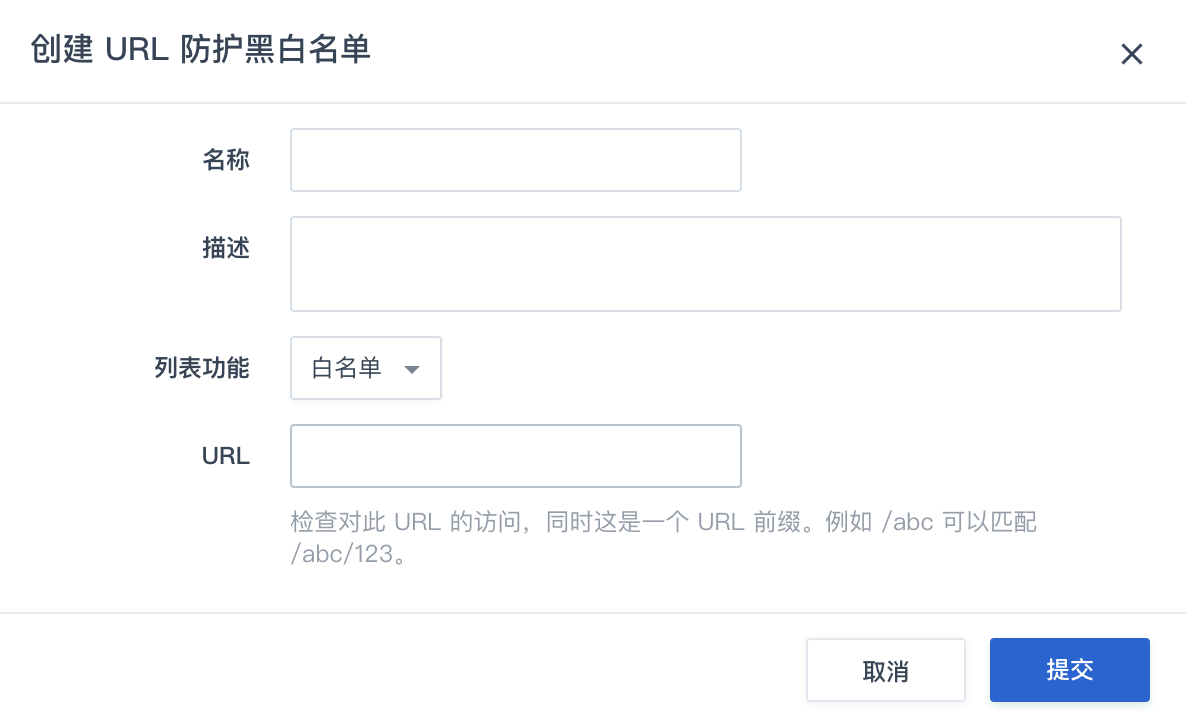 创建 URL 防护黑白名单
名称
描述
列表功能
白名单
URL
检查对此 URL 的访问，同时这是一个 URL 前缀。例如 /abc 可以匹配
/abc/123。
取消
提交